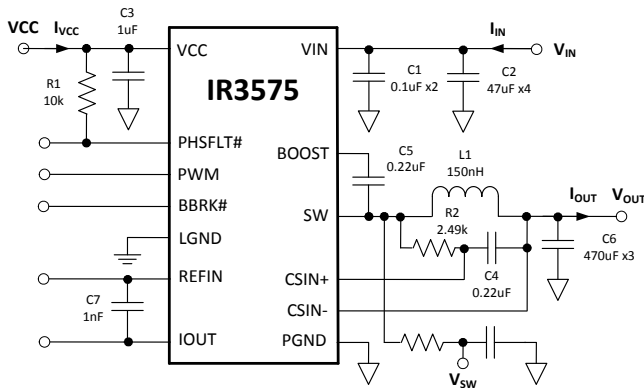 VCC
IVCC
C3
1uF
R1
10k
VCC
VIN
IR3575
IIN
VIN
C1
0.1uF x2
C2
47uF x4
PHSFLT#
PWM
BBRK#
LGND
REFIN
IOUT
C7
1nF
BOOST
SW
CSIN+
CSIN-
PGND
C5
0.22uF
L1
150nH
R2
2.49k
C4
0.22uF
IOUT
VOUT
C6
470uF x3
VSW